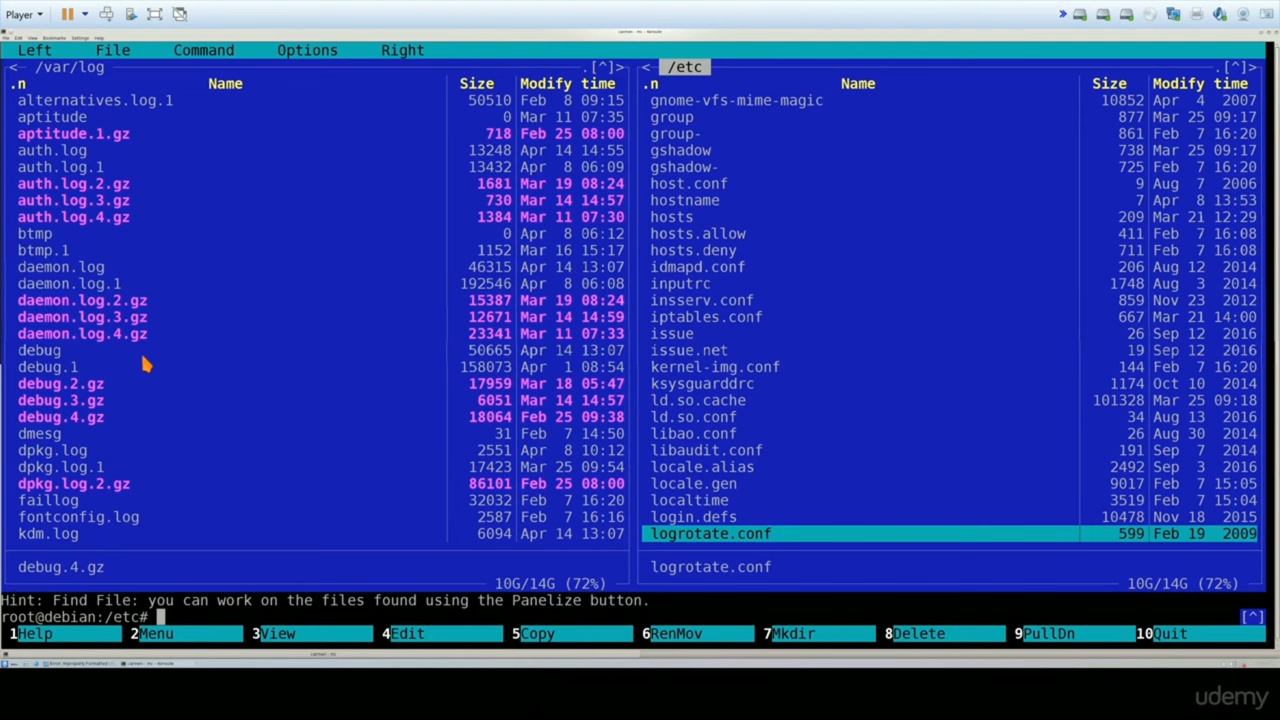 Player
File Edit View Bookmarks Settings Help
carmen : mc – Konsole
Left File Command Options Right
<- /var/log .[^]>
.n Name Size Modify time
alternatives.log.1 50510 Feb 8 09:15
aptitude 0 Mar 11 07:35
aptitude.1.gz 718 Feb 25 08:00
auth.log 13248 Apr 14 14:55
auth.log.1 13432 Apr 8 06:09
auth.log.2.gz 1681 Mar 19 08:24
auth.log.3.gz 730 Mar 14 14:57
auth.log.4.gz 1384 Mar 11 07:30
btmp 0 Apr 8 06:12
btmp.1 1152 Mar 16 15:17
daemon.log 46315 Apr 14 13:07
daemon.log.1 192546 Apr 8 06:08
daemon.log.2.gz 15387 Mar 19 08:24
daemon.log.3.gz 12671 Mar 14 14:59
daemon.log.4.gz 23341 Mar 11 07:33
debug 50665 Apr 14 13:07
debug.1 158073 Apr 1 08:54
debug.2.gz 17959 Mar 18 05:47
debug.3.gz 6051 Mar 14 14:57
debug.4.gz 18064 Feb 25 09:38
dmesg 31 Feb 7 14:50
dpkg.log 2551 Apr 8 10:12
dpkg.log.1 17423 Mar 25 09:54
dpkg.log.2.gz 86101 Feb 25 08:00
faillog 32032 Feb 7 16:20
fontconfig.log 2587 Feb 7 16:16
kdm.log 6094 Apr 14 13:07
debug.4.gz
10G/14G (72%)
<- /etc .[^]>
.n Name Size Modify time
gnome-vfs-mime-magic 10852 Apr 4 2007
group 877 Mar 25 09:17
group- 861 Feb 7 16:20
gshadow 738 Mar 25 09:17
gshadow- 725 Feb 7 16:20
host.conf 9 Aug 7 2006
hostname 7 Apr 8 13:53
hosts 209 Mar 21 12:29
hosts.allow 411 Feb 7 16:08
hosts.deny 711 Feb 7 16:08
idmapd.conf 206 Aug 12 2014
inputrc 1748 Aug 3 2014
insserv.conf 859 Nov 23 2012
iptables.conf 667 Mar 21 14:00
issue 26 Sep 12 2016
issue.net 19 Sep 12 2016
kernel-img.conf 144 Feb 7 16:20
ksysguarddrc 1174 Oct 10 2014
ld.so.cache 101328 Mar 25 09:18
ld.so.conf 34 Aug 13 2016
libao.conf 26 Aug 30 2014
libaudit.conf 191 Sep 7 2014
locale.alias 2492 Sep 3 2016
locale.gen 9017 Feb 7 15:05
localtime 3519 Feb 7 15:04
login.defs 10478 Nov 18 2015
logrotate.conf 599 Feb 19 2009
logrotate.conf
10G/14G (72%)
Hint: Find File: you can work on the files found using the Panelize button.
root@debian:/etc# [^]
1Help 2Menu 3View 4Edit 5Copy 6RenMov 7Mkdir 8Delete 9PullDn 10Quit
carmen : mc
Error: Improperly Formatted carmen : mc – Konsole
udemy